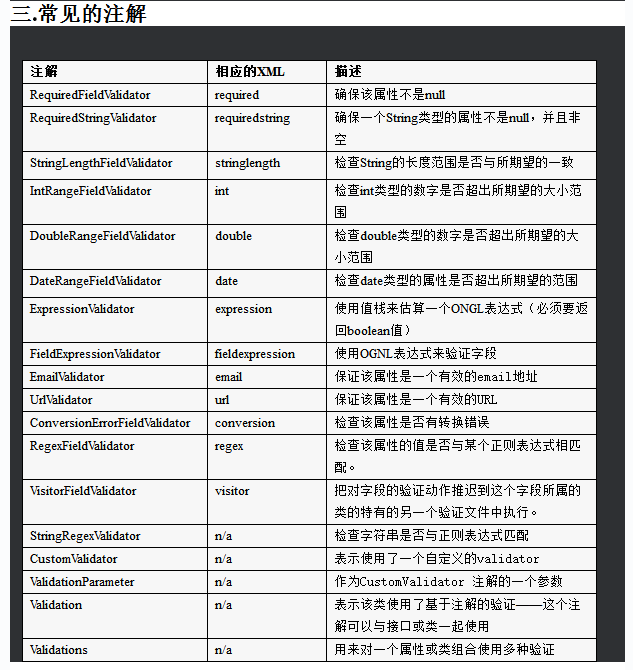 三.常见的注解
注解 相应的XML 描述
RequiredFieldValidator required 确保该属性不是null
RequiredStringValidator requiredstring 确保一个String类型的属性不是null，并且非
空
StringLengthFieldValidator stringlength 检查String的长度范围是否与所期望的一致
IntRangeFieldValidator int 检查int类型的数字是否超出所期望的大小范
围
DoubleRangeFieldValidator double 检查double类型的数字是否超出所期望的大
小范围
DateRangeFieldValidator date 检查date类型的属性是否超出所期望的范围
ExpressionValidator expression 使用值栈来估算一个ONGL表达式（必须要返
回boolean值）
FieldExpressionValidator fieldexpression 使用OGNL表达式来验证字段
EmailValidator email 保证该属性是一个有效的email地址
UrlValidator url 保证该属性是一个有效的URL
ConversionErrorFieldValidator conversion 检查该属性是否有转换错误
RegexFieldValidator regex 检查该属性的值是否与某个正则表达式相匹
配。
VisitorFieldValidator visitor 把对字段的验证动作推迟到这个字段所属的
类的特有的另一个验证文件中执行。
StringRegexValidator n/a 检查字符串是否与正则表达式匹配
CustomValidator n/a 表示使用了一个自定义的validator
ValidationParameter n/a 作为CustomValidator 注解的一个参数
Validation n/a 表示该类使用了基于注解的验证——这个注
解可以与接口或类一起使用
Validations n/a 用来对一个属性或类组合使用多种验证